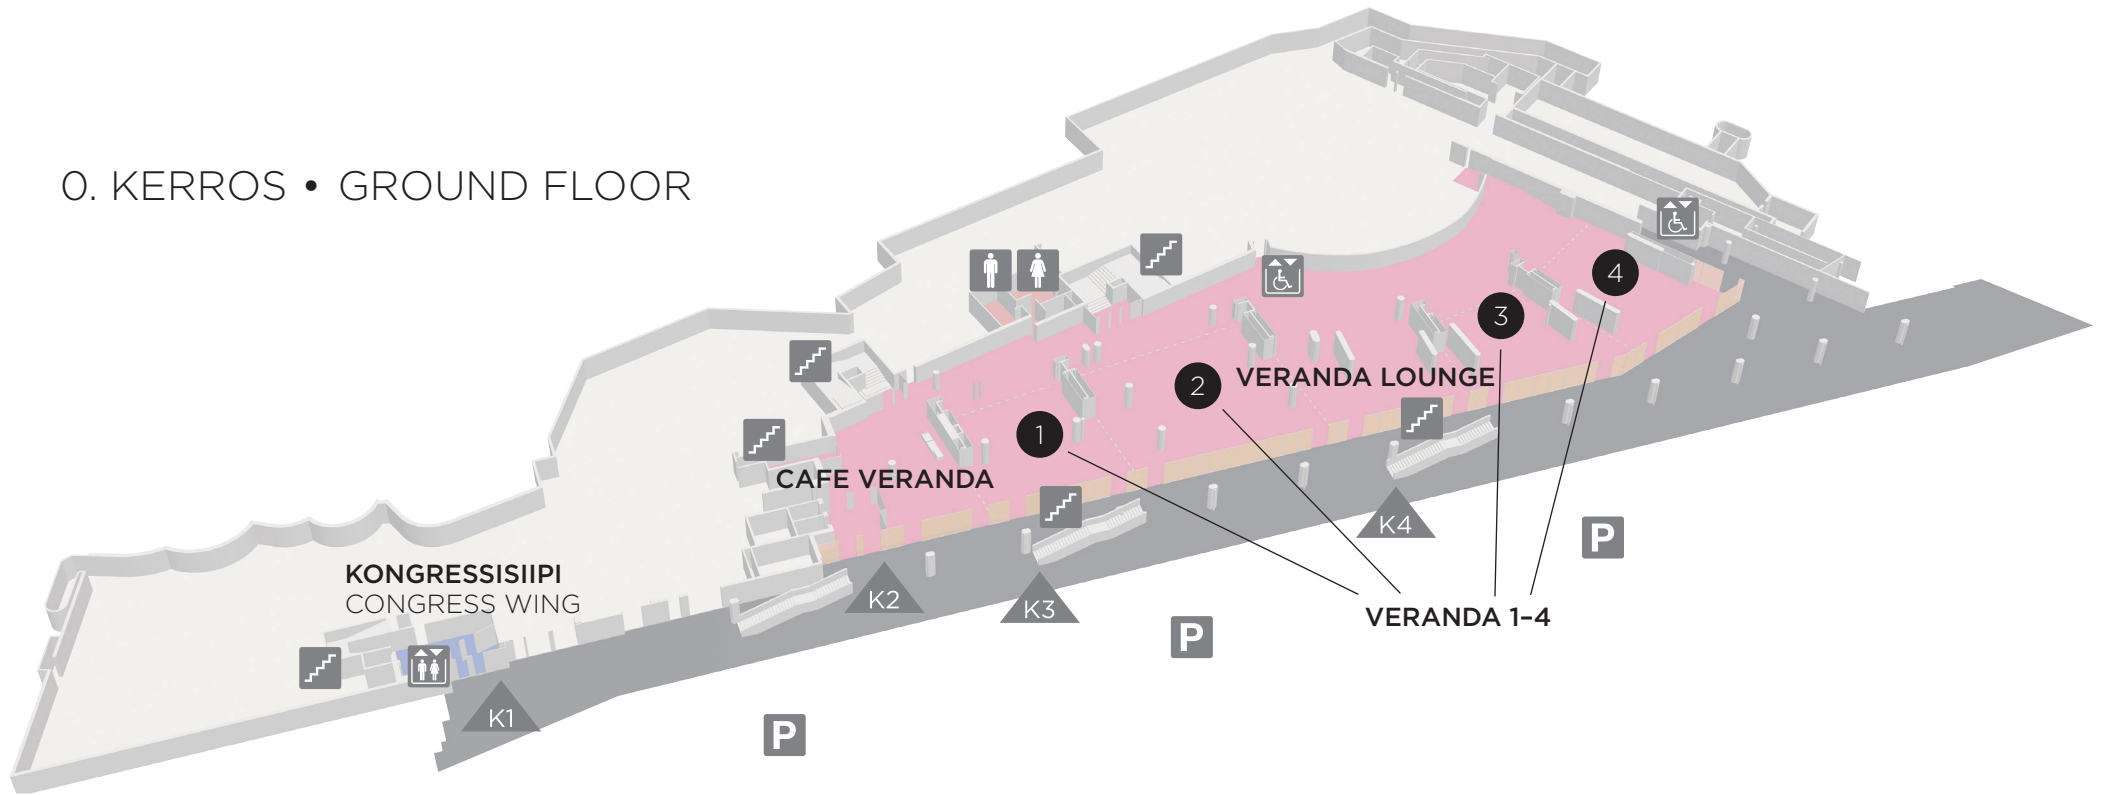 0. KERROS • GROUND FLOOR
4
3
2
VERANDA LOUNGE
1
CAFE VERANDA
K4
P
KONGRESSISIIPI
CONGRESS WING
K2
K3
VERANDA 1–4
P
K1
P